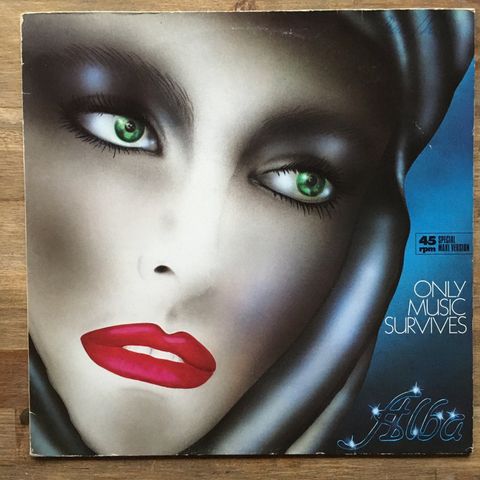 45 SPECIAL
rpm MAXI VERSION
ONLY
MUSIC
SURVIVES
Alba